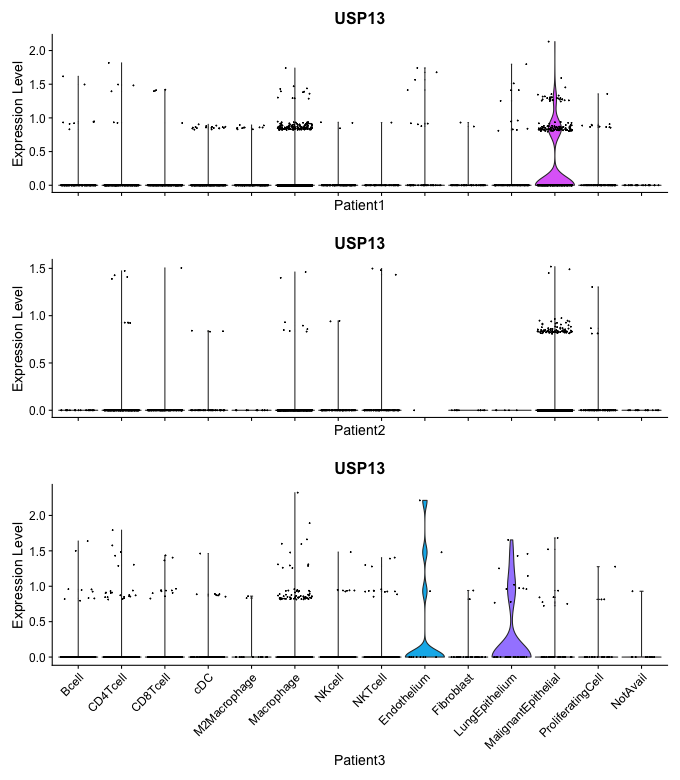 USP13
Expression Level
2.0
1.5
1.0
0.5
0.0
Patient1
USP13
Expression Level
1.5
1.0
0.5
0.0
Patient2
USP13
Expression Level
2.0
1.5
1.0
0.5
0.0
Bcell
CD4Tcell
CD8Tcell
cDC
M2Macrophage
Macrophage
NKcell
NKTcell
Endothelium
Fibroblast
LungEpithelium
MalignantEpithelial
ProliferatingCell
NotAvail
Patient3